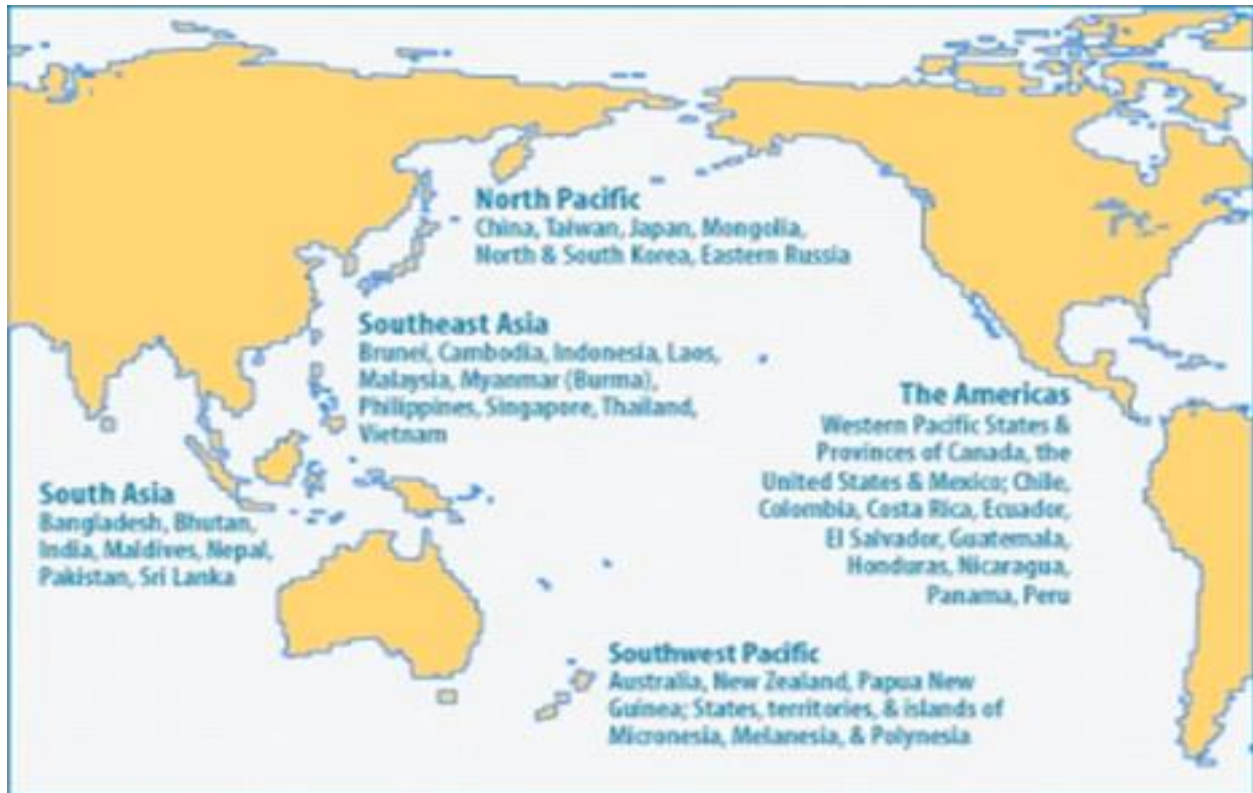 North Pacific
China, Taiwan, Japan, Mongolia,
North & South Korea, Eastern Russia
Southeast Asia
Brunei, Cambodia, Indonesia, Laos,
Malaysia, Myanmar (Burma),
Philippines, Singapore, Thailand,
Vietnam
The Americas
Western Pacific States &
Provinces of Canada, the
United States & Mexico; Chile,
Colombia, Costa Rica, Ecuador,
El Salvador, Guatemala,
Honduras, Nicaragua,
Panama, Peru
South Asia
Bangladesh, Bhutan,
India, Maldives, Nepal,
Pakistan, Sri Lanka
Southwest Pacific
Australia, New Zealand, Papua New
Guinea; States, territories, & islands of
Micronesia, Melanesia, & Polynesia